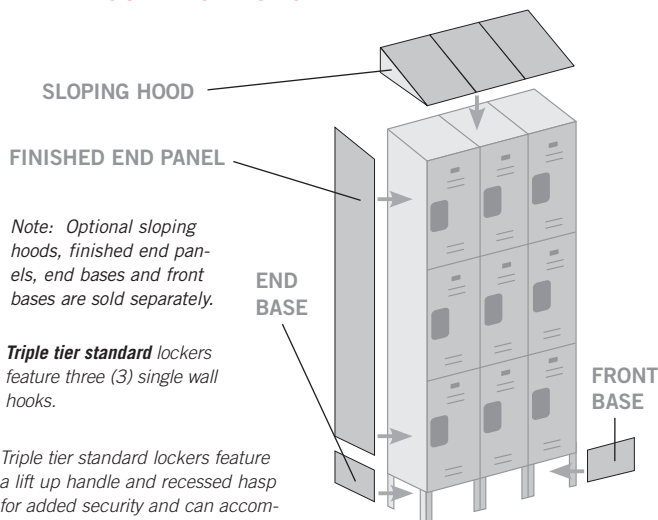 SLOPING HOOD
FINISHED END PANEL
Note: Optional sloping
hoods, finished end pan-
els, end bases and front
bases are sold separately.
END
BASE
Triple tier standard lockers
feature three (3) single wall
hooks.
FRONT
BASE
Triple tier standard lockers feature
a lift up handle and recessed hasp
for added security and can accom-